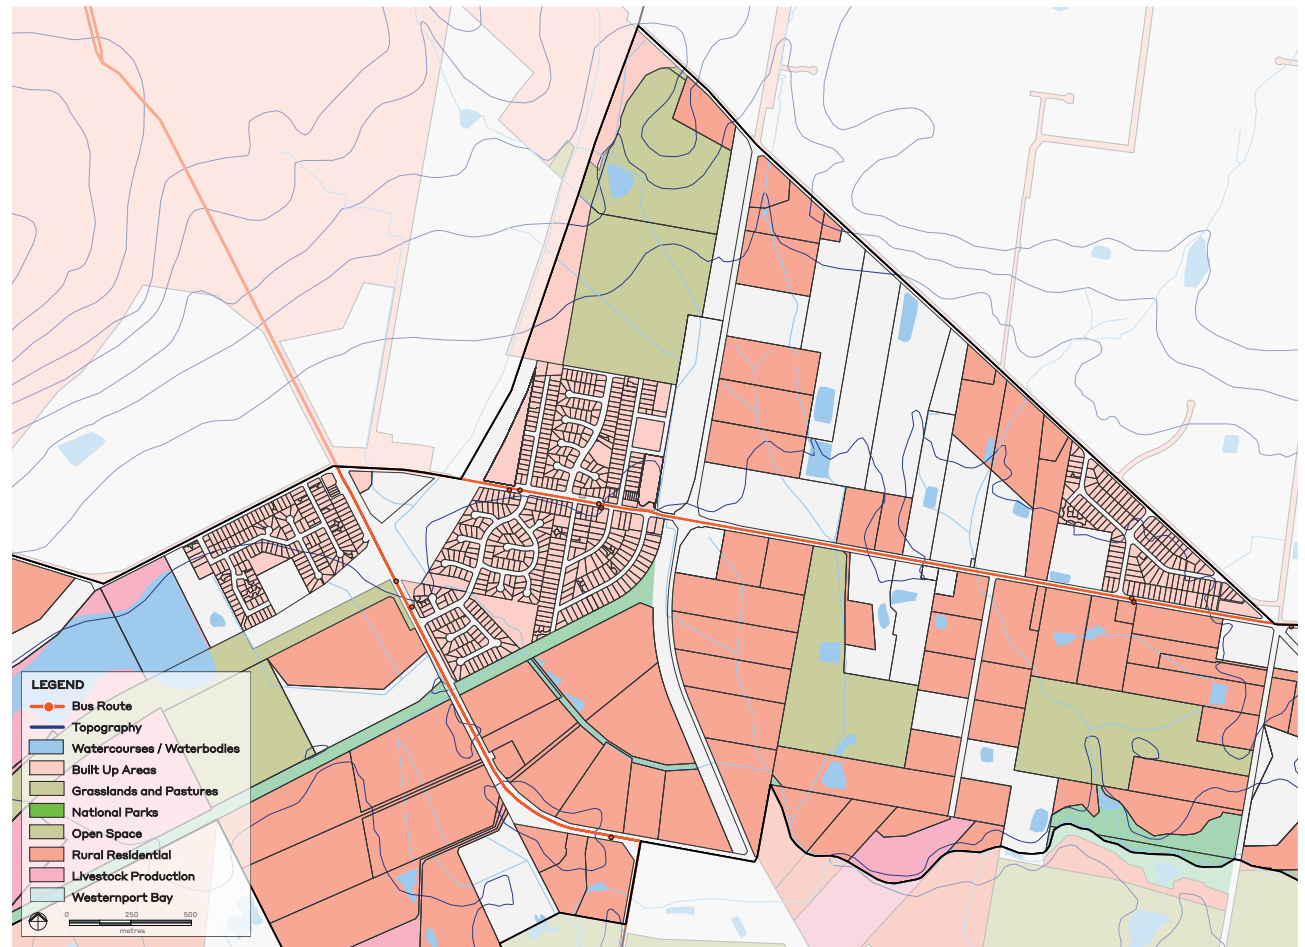 LEGEND
Bus Route
Topography
Watercourses / Waterbodies
Built Up Areas
Grasslands and Pastures
National Parks
Open Space
Rural Residential
Livestock Production
Westernport Bay
0 250 500
metres